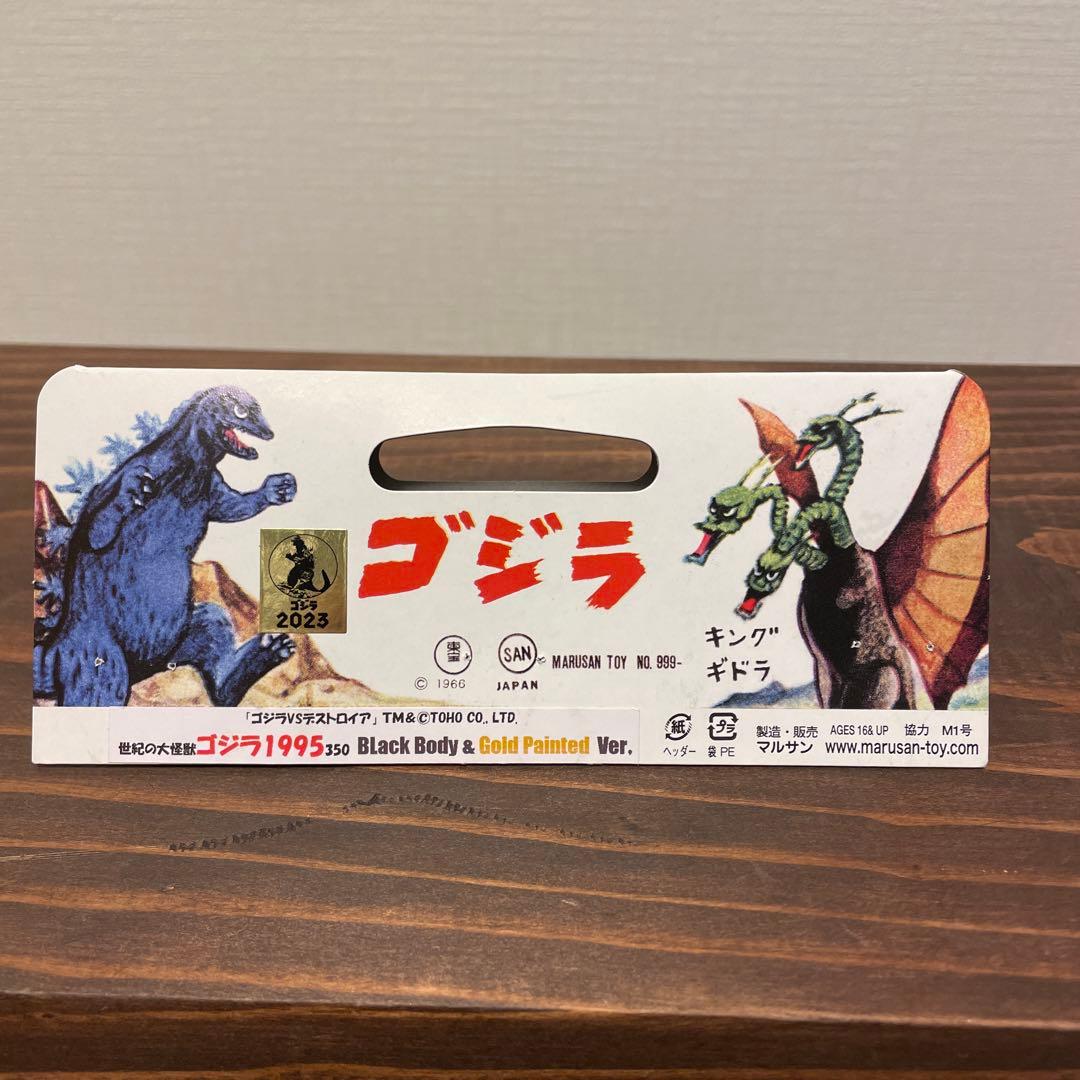 ゴジラ
ゴジラ
2023
東宝
© 1966
SAN
JAPAN
MARUSAN TOY NO. 999-
キング
ギドラ
「ゴジラVSデストロイア」TM&©TOHO CO., LTD.
世紀の大怪獣ゴジラ1995 350 BLack Body & Gold Painted Ver.
紙
ヘッダー
プラ
袋 PE
製造・販売
マルサン
AGES 16& UP 協力 M1号
www.marusan-toy.com